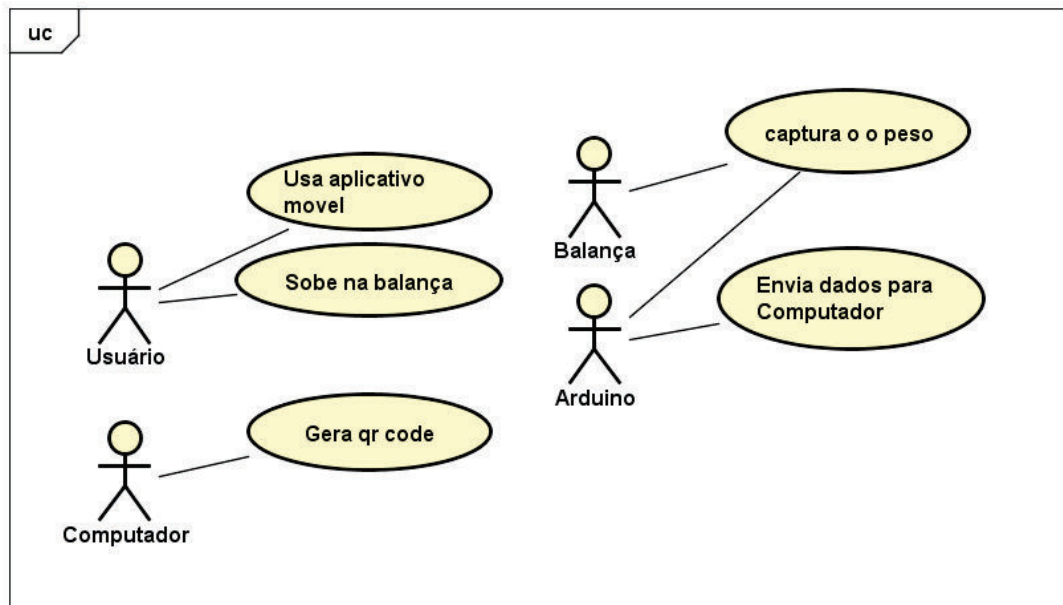 uc
Usa aplicativo
movel
Sobe na balança
Usuário
Gera qr code
Computador
captura o o peso
Balança
Envia dados para
Computador
Arduino